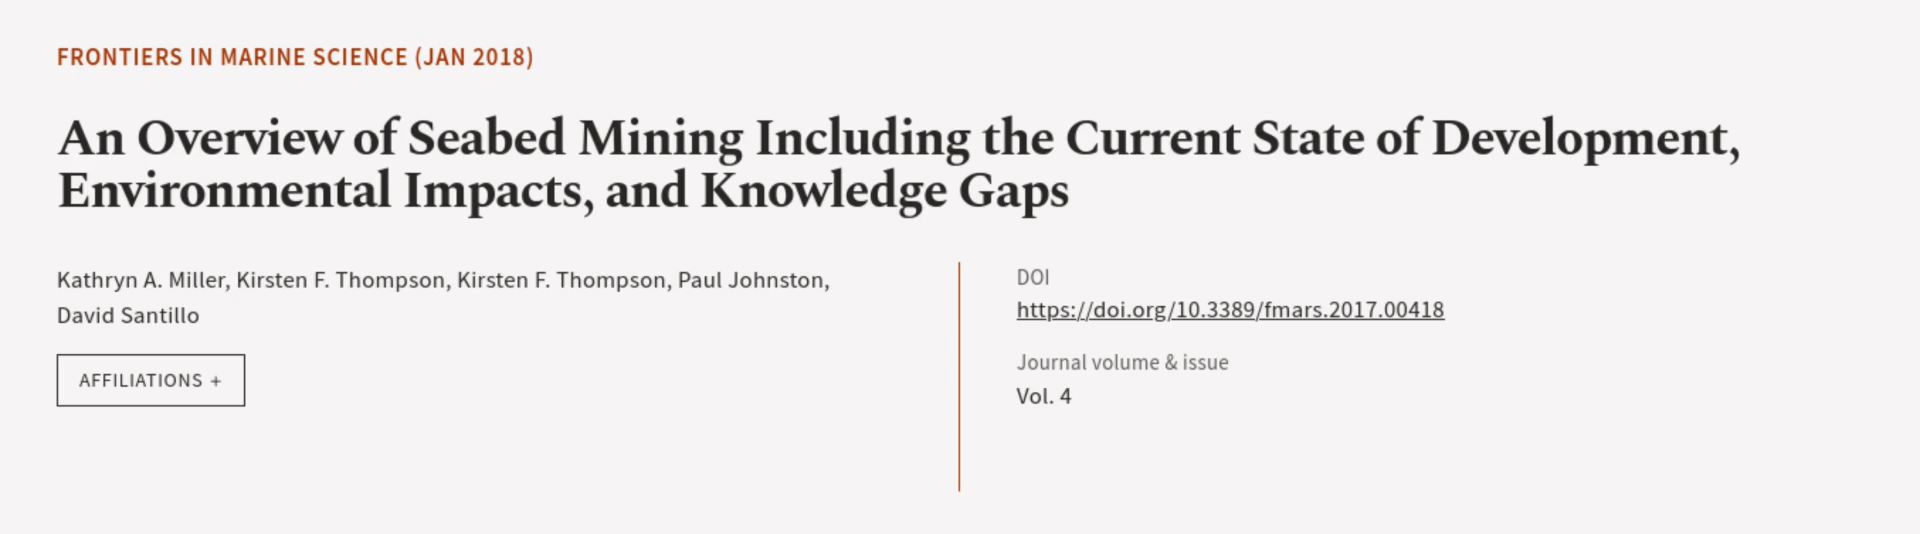 FRONTIERS IN MARINE SCIENCE (JAN 2018)
An Overview of Seabed Mining Including the Current State of Development,
Environmental Impacts, and Knowledge Gaps
Kathryn A. Miller, Kirsten F. Thompson, Kirsten F. Thompson, Paul Johnston,
David Santillo
AFFILIATIONS +
DOI
https://doi.org/10.3389/fmars.2017.00418
Journal volume & issue
Vol. 4